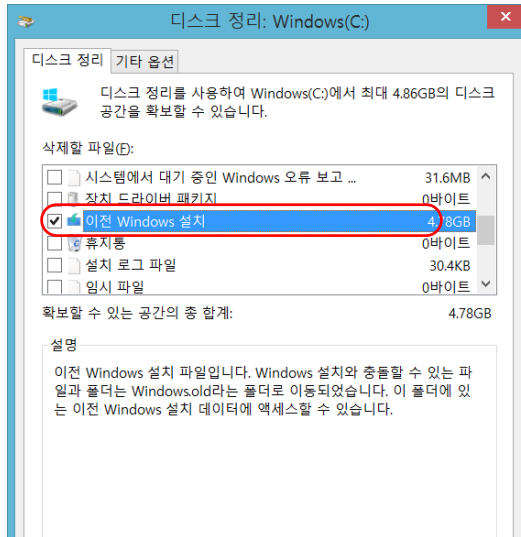 디스크 정리: Windows(C:)
디스크 정리 기타 옵션
디스크 정리를 사용하여 Windows(C:)에서 최대 4.86GB의 디스크
공간을 확보할 수 있습니다.
삭제할 파일(F):
시스템에서 대기 중인 Windows 오류 보고 ... 31.6MB
장치 드라이버 패키지 0바이트
이전 Windows 설치 4.78GB
휴지통 0바이트
설치 로그 파일 30.4KB
임시 파일 0바이트
확보할 수 있는 공간의 총 합계: 4.78GB
설명
이전 Windows 설치 파일입니다. Windows 설치와 충돌할 수 있는 파
일과 폴더는 Windows.old라는 폴더로 이동되었습니다. 이 폴더에 있
는 이전 Windows 설치 데이터에 액세스할 수 있습니다.